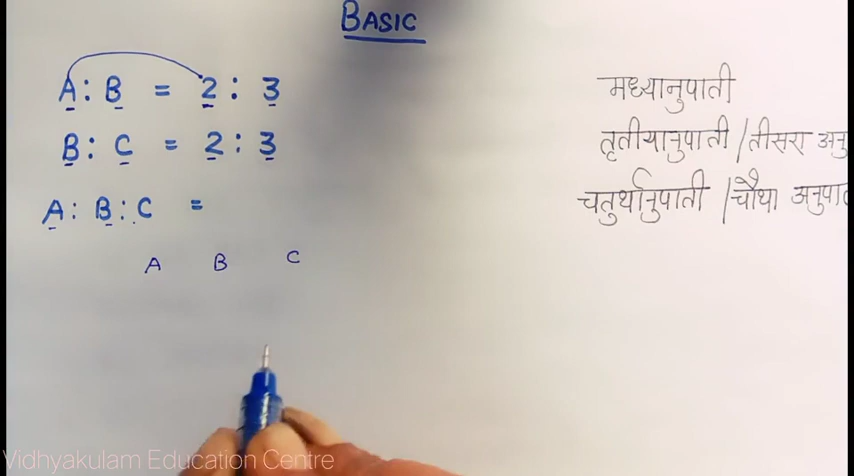 BASIC
A : B = 2 : 3
B : C = 2 : 3
A : B : C =
A B C
मध्यानुपाती
तृतीयानुपाती / तीसरा
चतुर्थानुपाती / चौथा
Vidhyakulam Education Centre